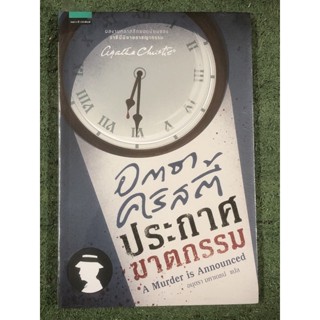 Agatha Christie
อกาธา
คริสตี้
ประกาศ
ฆาตกรรม
A Murder is Announced